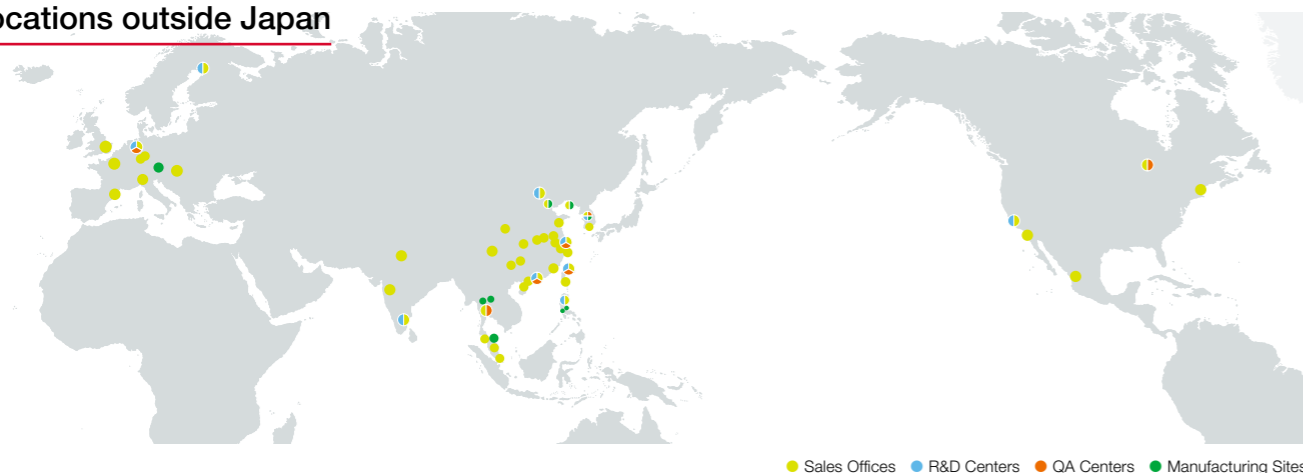 ocations outside Japan
Sales Offices R&D Centers QA Centers Manufacturing Sites